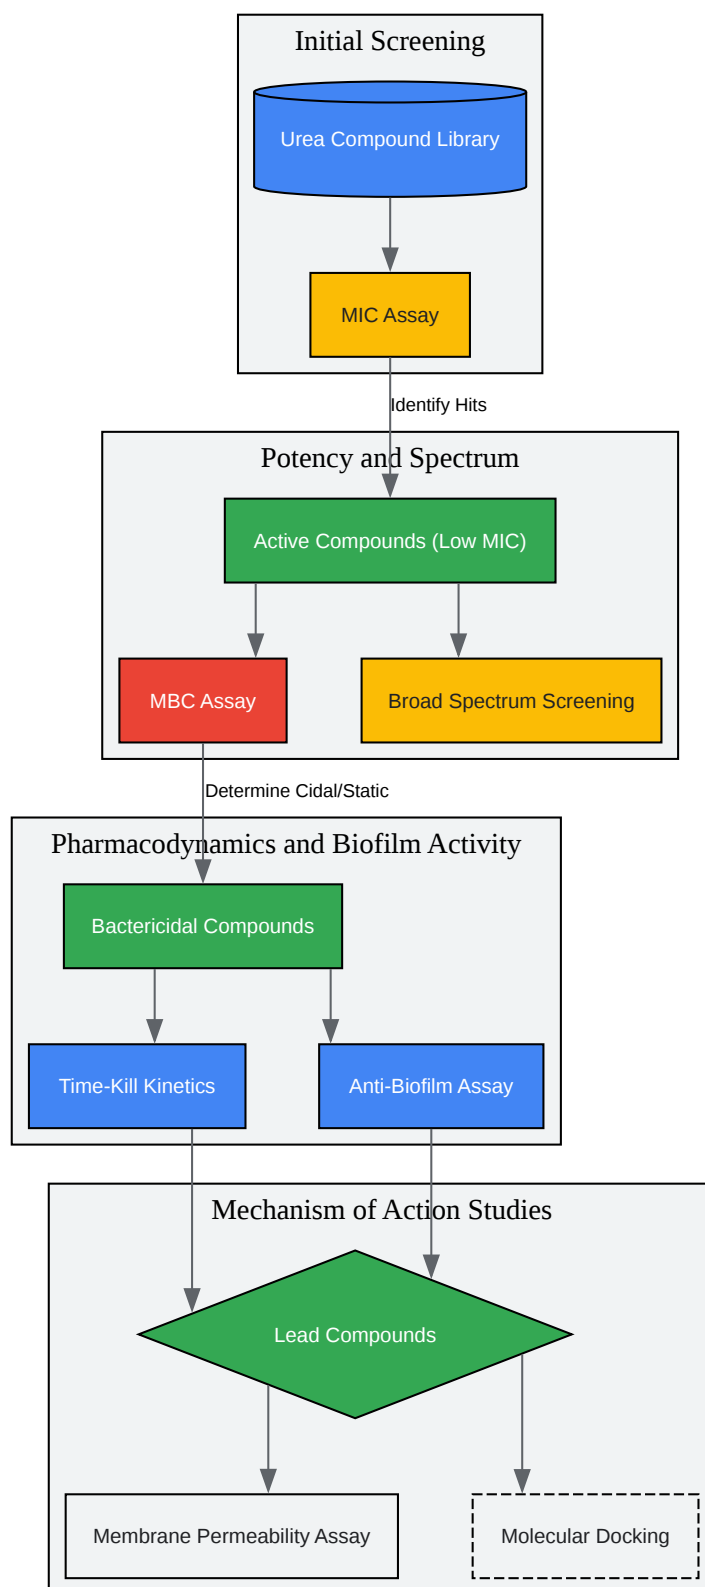 Initial Screening
Urea Compound Library
MIC Assay
Identify Hits
Potency and Spectrum
Active Compounds (Low MIC)
MBC Assay
Broad Spectrum Screening
Determine Cidal/Static
Pharmacodynamics and Biofilm Activity
Bactericidal Compounds
Time-Kill Kinetics
Anti-Biofilm Assay
Mechanism of Action Studies
Lead Compounds
Membrane Permeability Assay
Molecular Docking